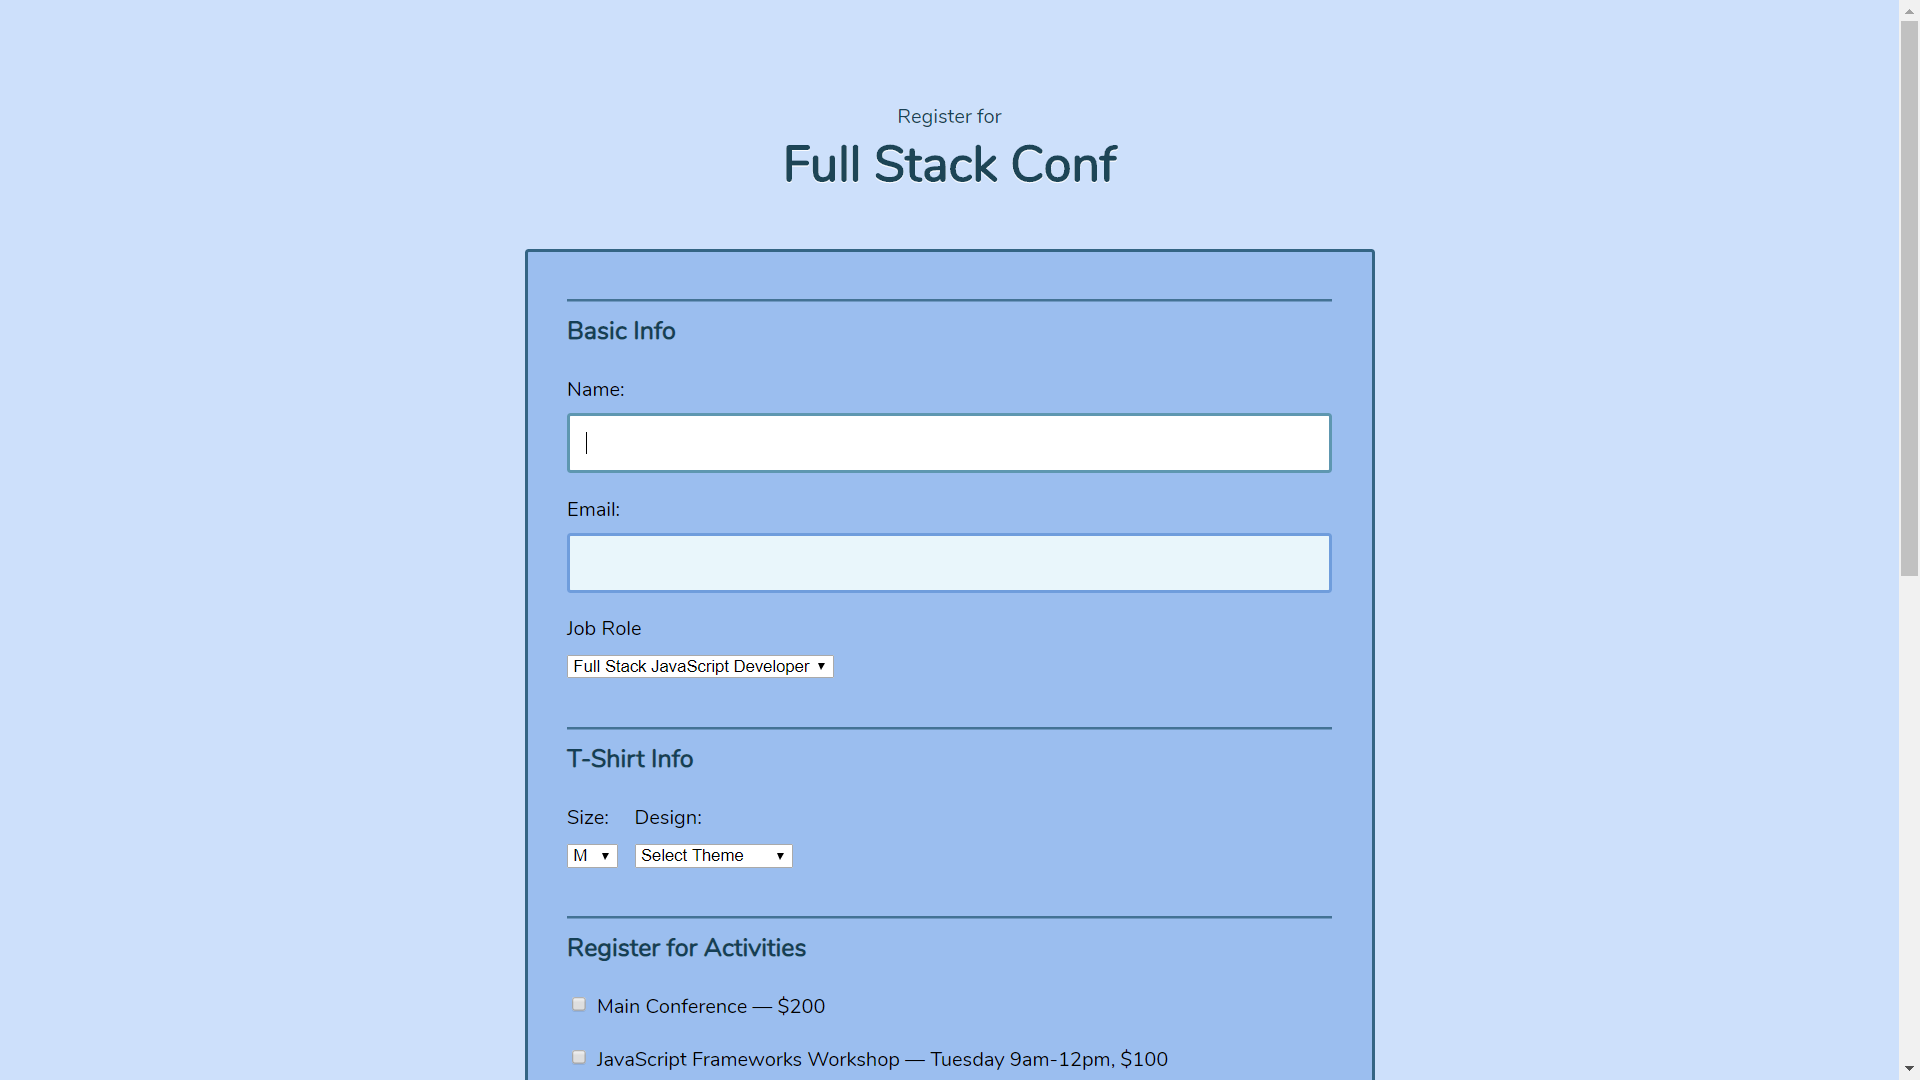 Register for
Full Stack Conf
Basic Info
Name:
Email:
Job Role
Full Stack JavaScript Developer
T-Shirt Info
Size: Design:
M Select Theme
Register for Activities
Main Conference — $200
JavaScript Frameworks Workshop — Tuesday 9am-12pm, $100